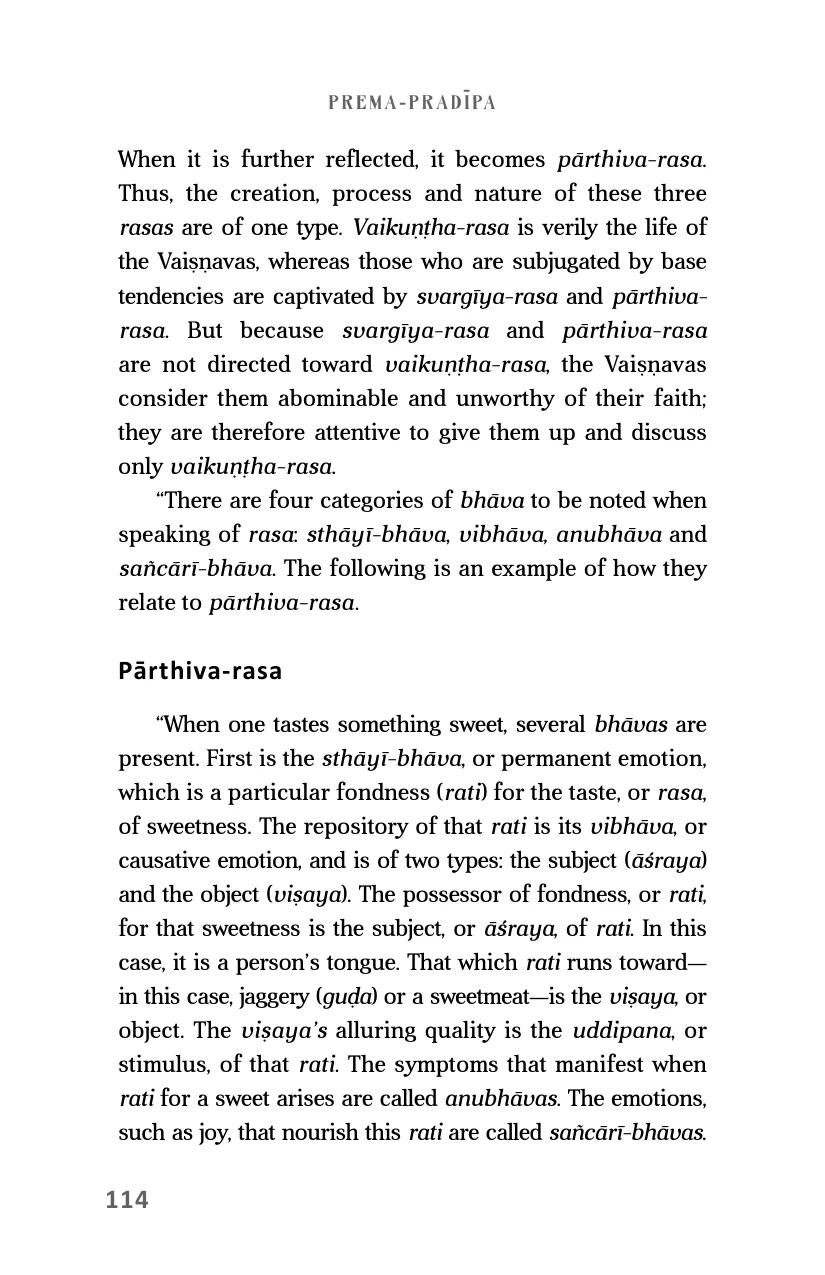 PREMA-PRADĪPA
When it is further reflected, it becomes pārthiva-rasa.
Thus, the creation, process and nature of these three
rasas are of one type. Vaikuṇṭha-rasa is verily the life of
the Vaiṣṇavas, whereas those who are subjugated by base
tendencies are captivated by svargīya-rasa and pārthiva-
rasa. But because svargīya-rasa and pārthiva-rasa
are not directed toward vaikuṇṭha-rasa, the Vaiṣṇavas
consider them abominable and unworthy of their faith;
they are therefore attentive to give them up and discuss
only vaikuṇṭha-rasa.
“There are four categories of bhāva to be noted when
speaking of rasa: sthāyī-bhāva, vibhāva, anubhāva and
sañcārī-bhāva. The following is an example of how they
relate to pārthiva-rasa.
Pārthiva-rasa
“When one tastes something sweet, several bhāvas are
present. First is the sthāyī-bhāva, or permanent emotion,
which is a particular fondness (rati) for the taste, or rasa,
of sweetness. The repository of that rati is its vibhāva, or
causative emotion, and is of two types: the subject (āśraya)
and the object (viṣaya). The possessor of fondness, or rati,
for that sweetness is the subject, or āśraya, of rati. In this
case, it is a person’s tongue. That which rati runs toward—
in this case, jaggery (guḍa) or a sweetmeat—is the viṣaya, or
object. The viṣaya’s alluring quality is the uddipana, or
stimulus, of that rati. The symptoms that manifest when
rati for a sweet arises are called anubhāvas. The emotions,
such as joy, that nourish this rati are called sañcārī-bhāvas.
114